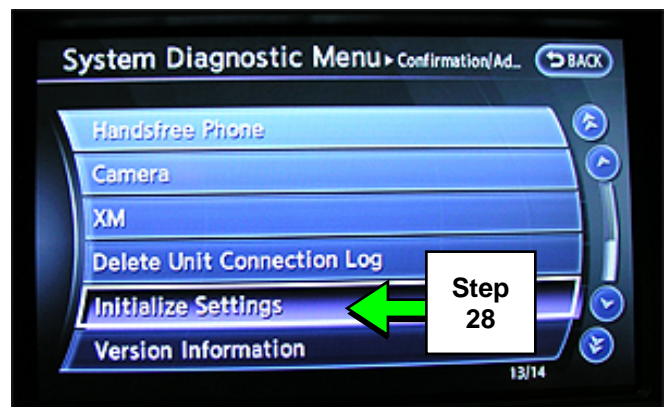 System Diagnostic Menu ▸ Confirmation/Ad… BACK
Handsfree Phone
Camera
XM
Delete Unit Connection Log
Initialize Settings
Version Information
13/14
Step
28